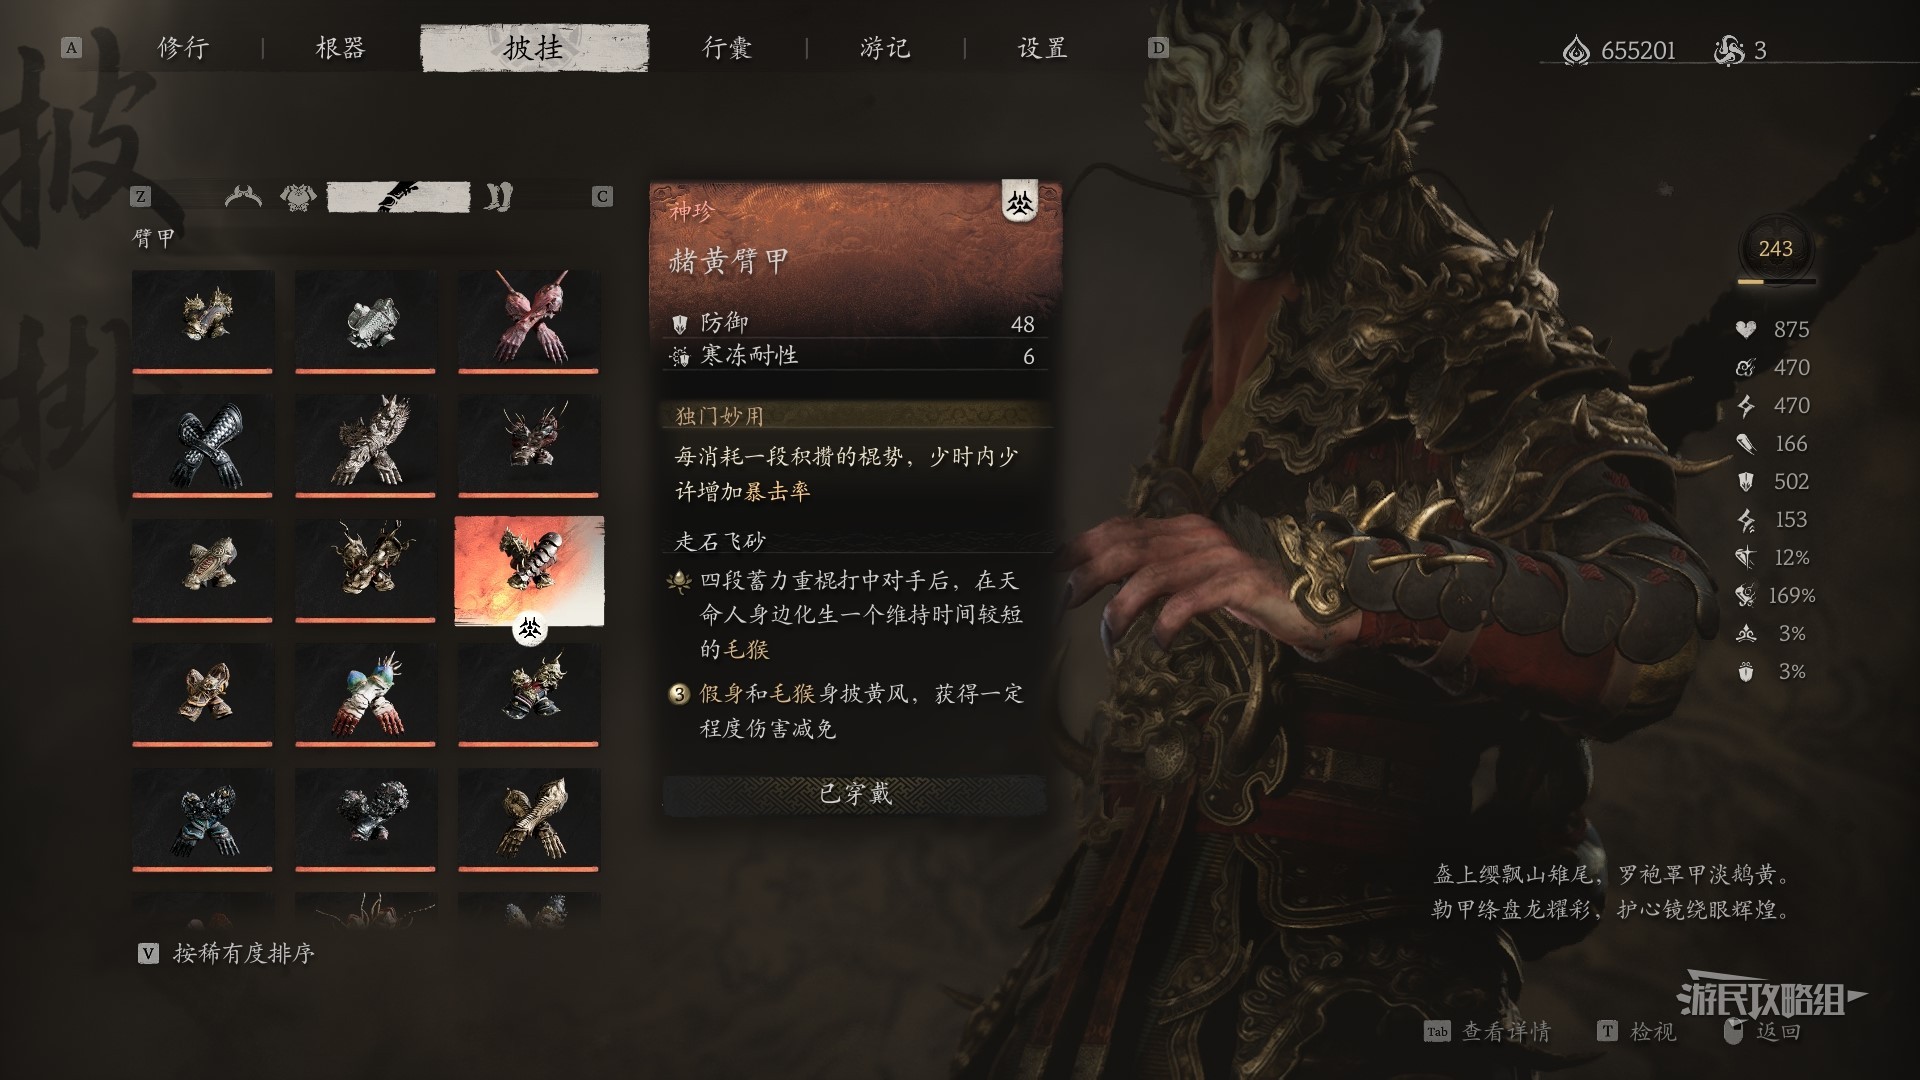 A 修行 | 根器 | 披挂 行囊 | 游记 | 设置 D
655201 3
披挂
Z C
臂甲
神珍
赭黄臂甲
防御 48
寒冻耐性 6
独门妙用
每消耗一段积攒的棍势，少时内少
许增加暴击率
走石飞砂
四段蓄力重棍打中对手后，在天
命人身边化生一个维持时间较短
的毛猴
3 假身和毛猴身披黄风，获得一定
程度伤害减免
已穿戴
243
875
470
470
166
502
153
12%
169%
3%
3%
盔上缨飘山雉尾，罗袍罩甲淡鹅黄。
勒甲绦盘龙耀彩，护心镜绕眼辉煌。
V 按稀有度排序
游民攻略组
Tab 查看详情 T 检视 返回